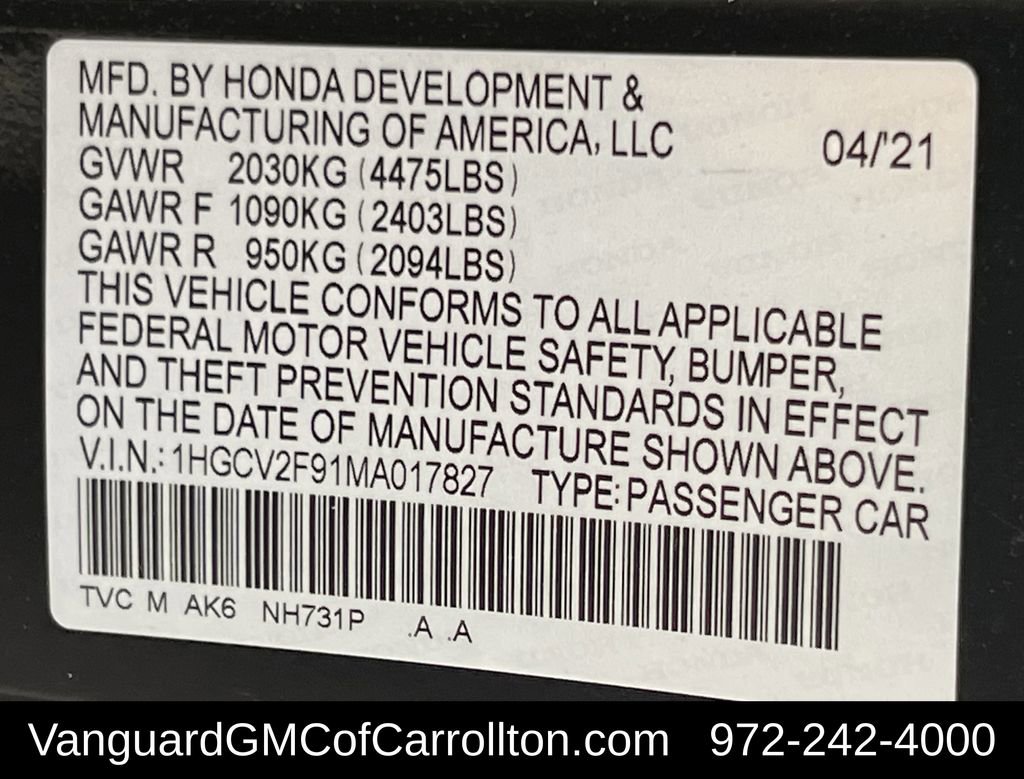 MFD. BY HONDA DEVELOPMENT &
MANUFACTURING OF AMERICA, LLC 04/'21
GVWR 2030KG (4475LBS)
GAWR F 1090KG (2403LBS)
GAWR R 950KG (2094LBS)
THIS VEHICLE CONFORMS TO ALL APPLICABLE
FEDERAL MOTOR VEHICLE SAFETY, BUMPER,
AND THEFT PREVENTION STANDARDS IN EFFECT
ON THE DATE OF MANUFACTURE SHOWN ABOVE.
V.I.N.: 1HGCV2F91MA017827 TYPE: PASSENGER CAR
TVC M AK6 NH731P .A .A
VanguardGMCofCarrollton.com 972-242-4000